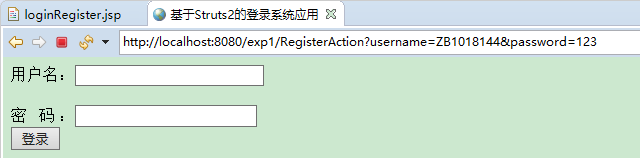 loginRegister.jsp
基于Struts2的登录系统应用
http://localhost:8080/exp1/RegisterAction?username=ZB1018144&password=123
用户名：
密 码：
登录